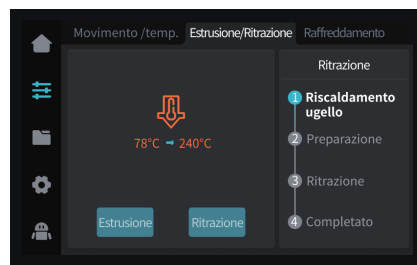 Movimento /temp. Estrusione/Ritrazione Raffreddamento
Ritrazione
1 Riscaldamento
ugello
78°C → 240°C
2 Preparazione
3 Ritrazione
Estrusione Ritrazione
4 Completato